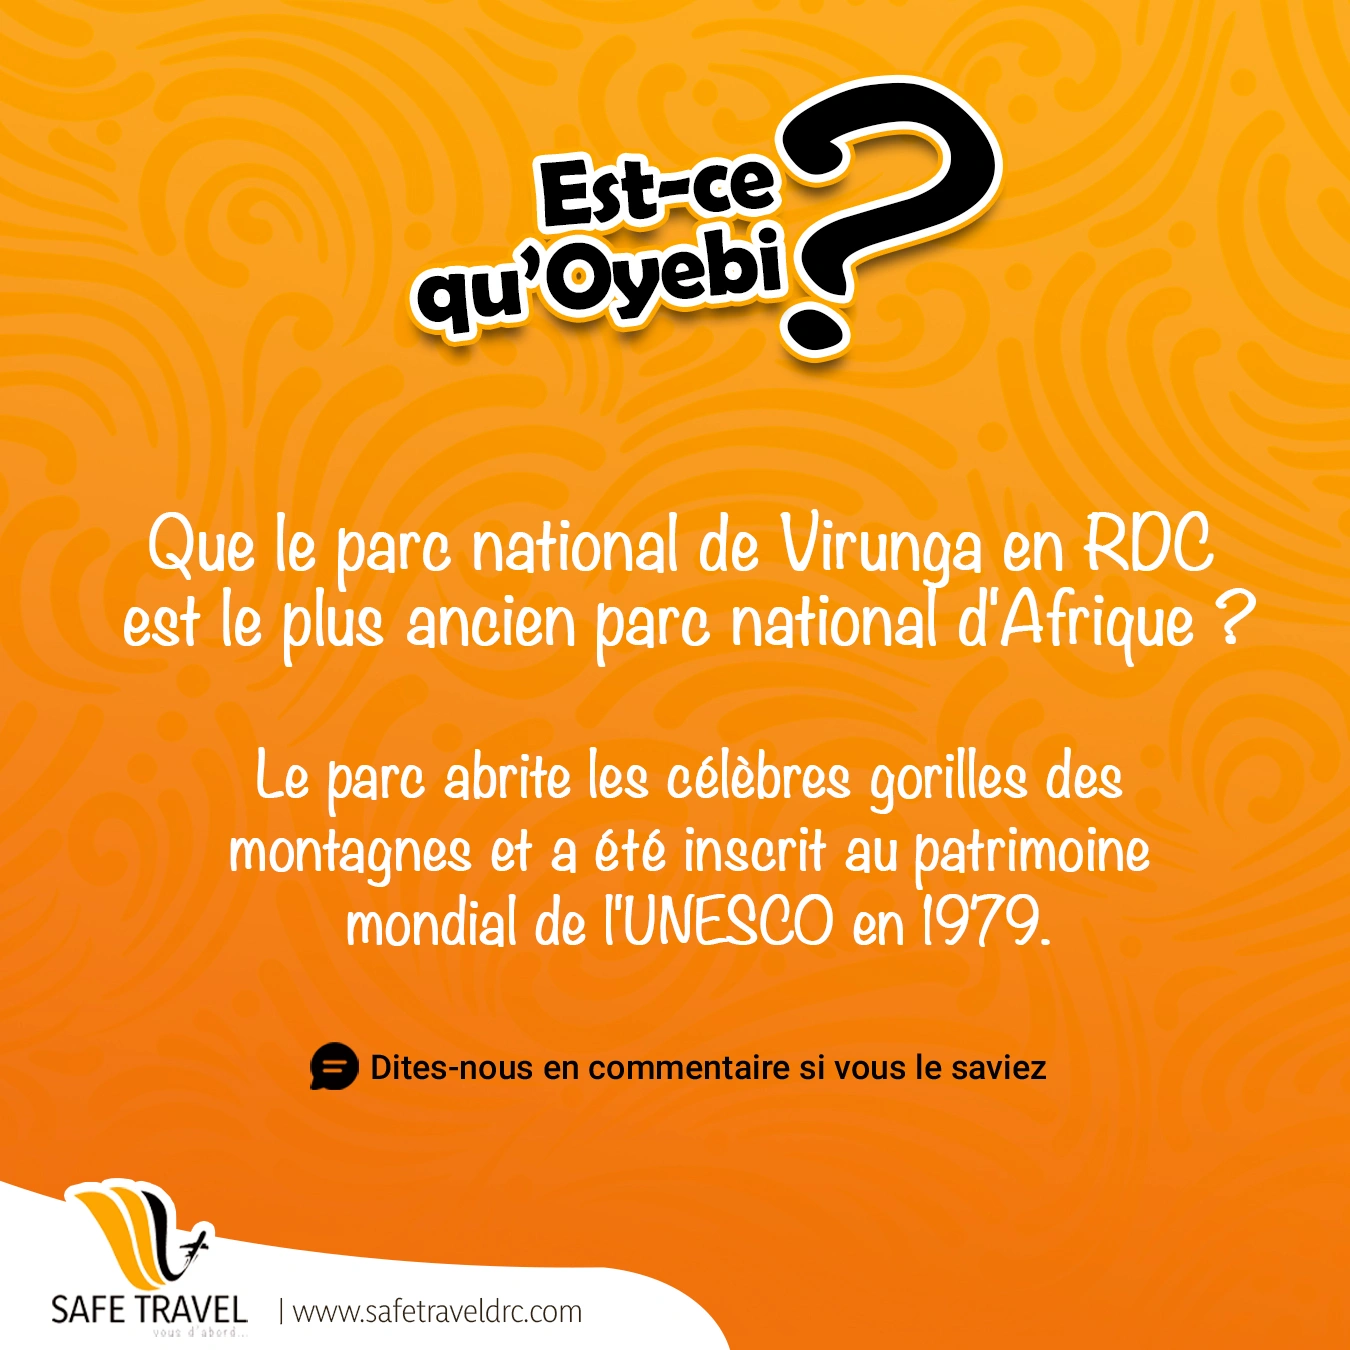 Est-ce
qu'Oyebi ?
Que le parc national de Virunga en RDC
est le plus ancien parc national d'Afrique ?
Le parc abrite les célèbres gorilles des
montagnes et a été inscrit au patrimoine
mondial de l'UNESCO en 1979.
Dites-nous en commentaire si vous le saviez
SAFE TRAVEL
vous d'abord...
| www.safetraveldrc.com